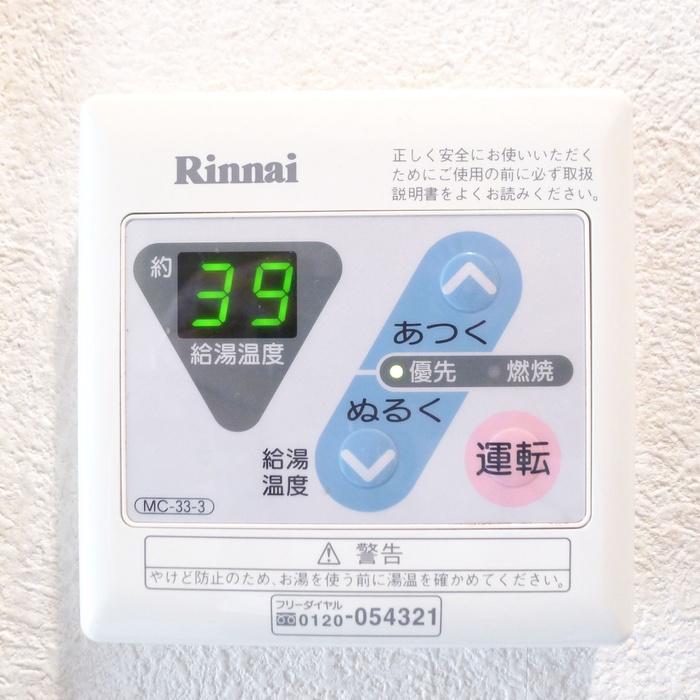 Rinnai
正しく安全にお使いいただく
ためにご使用の前に必ず取扱
説明書をよくお読みください。
約
39
給湯温度
あつく
優先 燃焼
ぬるく
給湯
温度
運転
MC-33-3
⚠ 警告
やけど防止のため、お湯を使う前に湯温を確かめてください。
フリーダイヤル
0120-054321